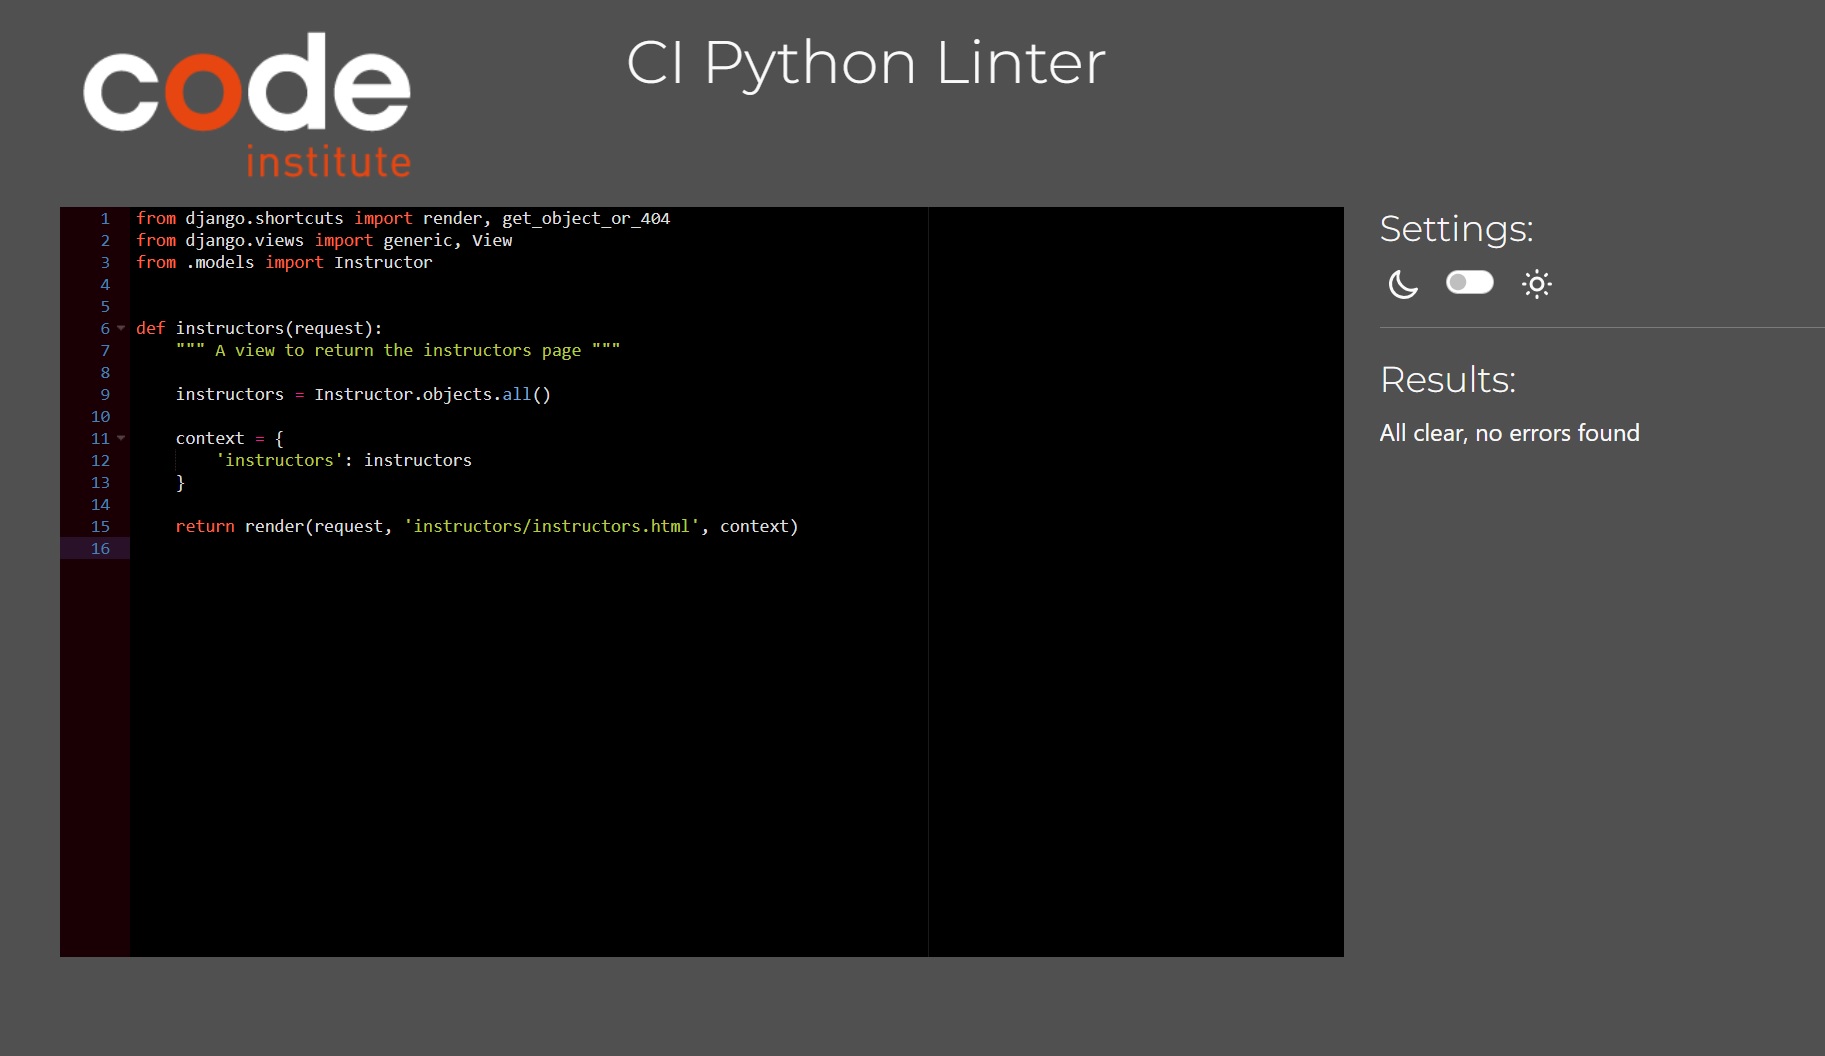 code
institute
CI Python Linter
1 from django.shortcuts import render, get_object_or_404
2 from django.views import generic, View
3 from .models import Instructor
4
5
6 def instructors(request):
7     """ A view to return the instructors page """
8
9     instructors = Instructor.objects.all()
10
11     context = {
12         'instructors': instructors
13     }
14
15     return render(request, 'instructors/instructors.html', context)
16
Settings:
Results:
All clear, no errors found